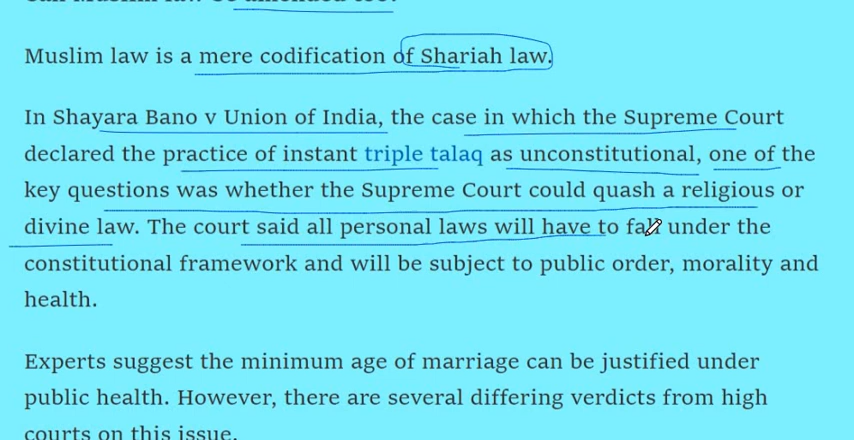 Muslim law is a mere codification of Shariah law.
In Shayara Bano v Union of India, the case in which the Supreme Court
declared the practice of instant triple talaq as unconstitutional, one of the
key questions was whether the Supreme Court could quash a religious or
divine law. The court said all personal laws will have to fall under the
constitutional framework and will be subject to public order, morality and
health.
Experts suggest the minimum age of marriage can be justified under
public health. However, there are several differing verdicts from high
courts on this issue.